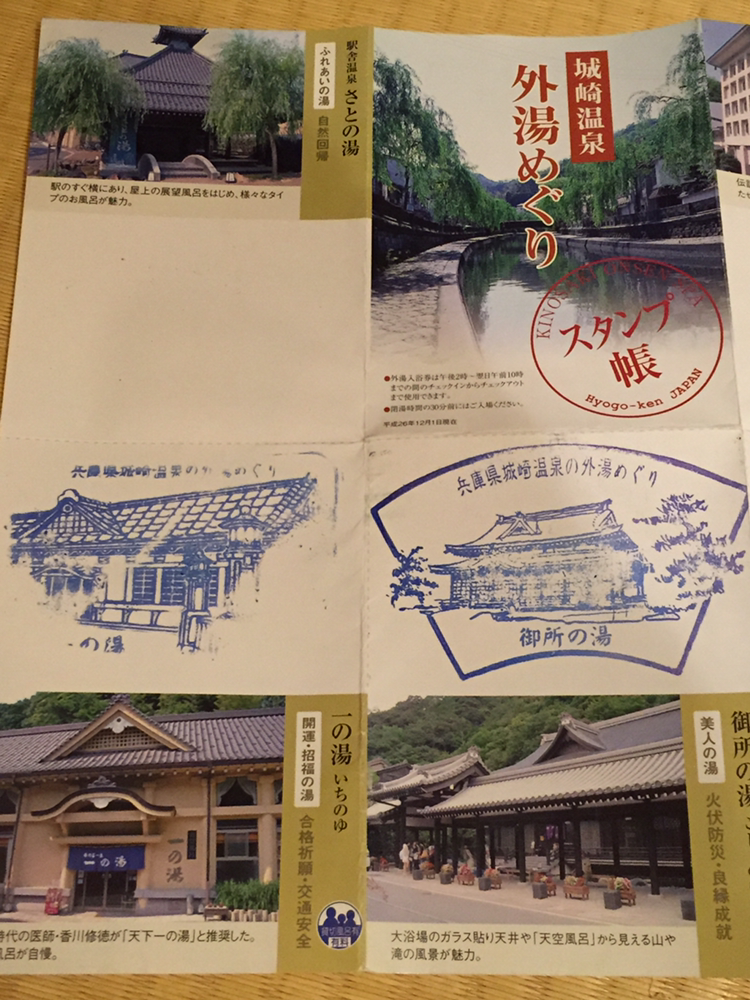 駅舎温泉 さとの湯
ふれあいの湯 自然回帰
駅のすぐ横にあり、屋上の展望風呂をはじめ、様々なタイ
プのお風呂が魅力。
城崎温泉
外湯めぐり
KINOSAKI ONSEN
スタンプ
帳
Hyogo-ken JAPAN
●外湯入浴券は午後2時～翌日午前10時
までの間のチェックインからチェックアウト
まで使用できます。
●閉湯時間の30分前にはご入場ください。
平成26年12月1日現在
兵庫県城崎温泉の めぐり
一の湯
兵庫県城崎温泉の外湯めぐり
御所の湯
一の湯 いちのゆ
開運・招福の湯 合格祈願・交通安全
一の湯
一の湯
貸切風呂有
有料
時代の医師・香川修徳が「天下一の湯」と推奨した。
風呂が自慢。
御所の湯
美人の湯 火伏防災・良縁成就
大浴場のガラス貼り天井や「天空風呂」から見える山や
滝の風景が魅力。